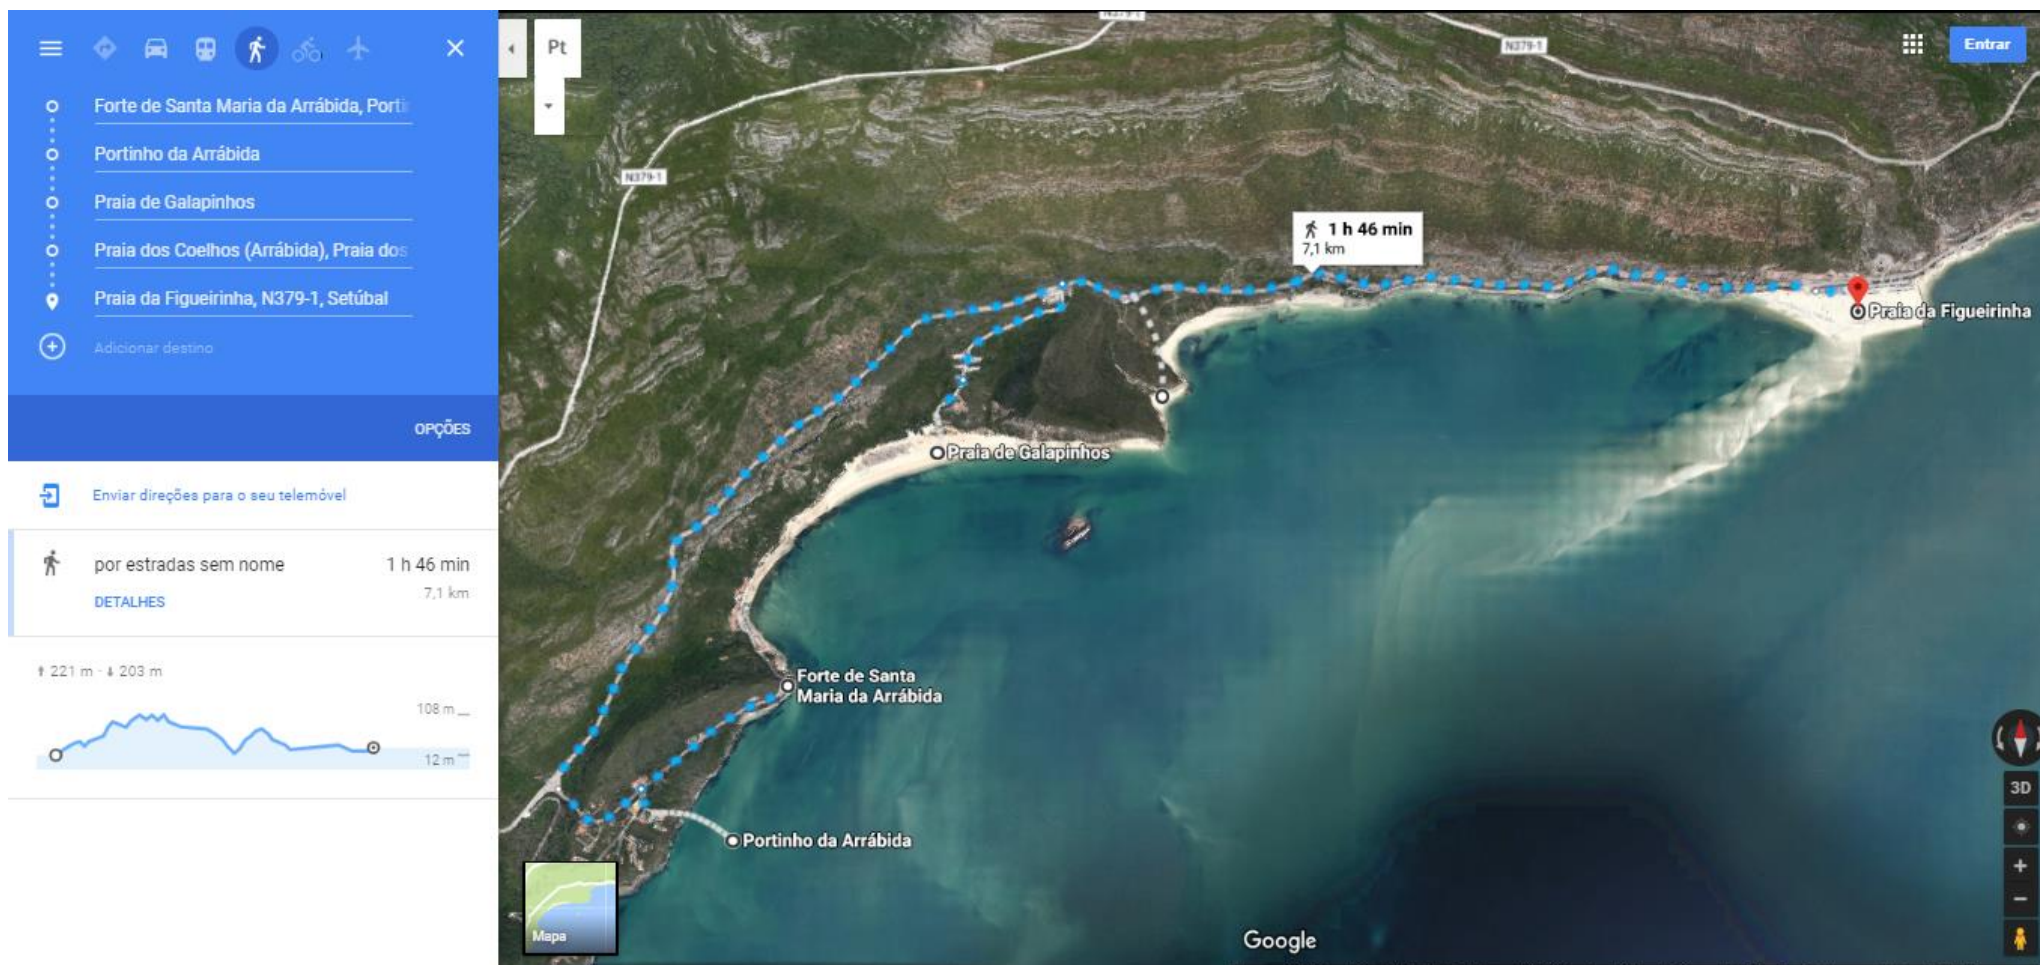 Forte de Santa Maria da Arrábida, Porti
Portinho da Arrábida
Praia de Galapinhos
Praia dos Coelhos (Arrábida), Praia dos
Praia da Figueirinha, N379-1, Setúbal
Adicionar destino
OPÇÕES
Enviar direções para o seu telemóvel
por estradas sem nome
1 h 46 min
DETALHES
7,1 km
221 m · 203 m
108 m
12 m
Pt
N379-1
N379-1
N379-1
Entrar
1 h 46 min
7,1 km
Praia da Figueirinha
Praia de Galapinhos
Forte de Santa
Maria da Arrábida
Portinho da Arrábida
Mapa
Google
3D